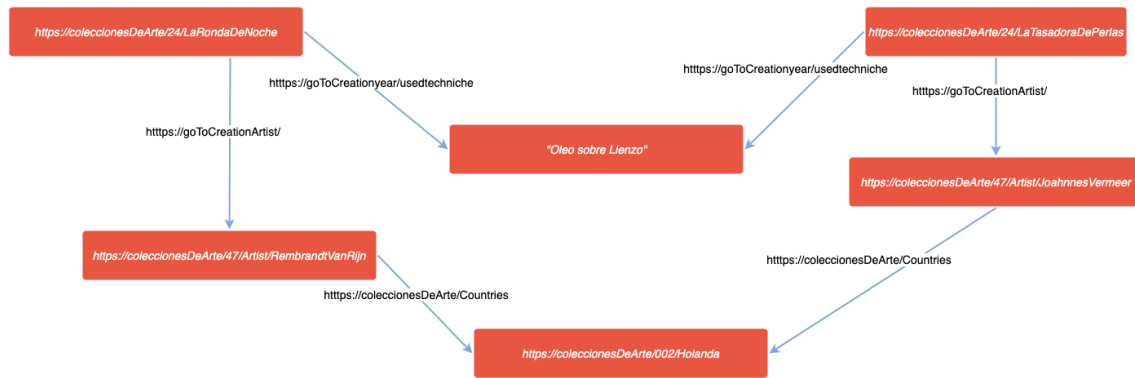 https://coleccionesDeArte/24/LaRondaDeNoche
https://coleccionesDeArte/24/LaTasadoraDePerlas
htttps://goToCreationyear/usedtechniche
htttps://goToCreationyear/usedtechniche
htttps://goToCreationArtist/
htttps://goToCreationArtist/
"Oleo sobre Lienzo"
https://coleccionesDeArte/47/Artist/JoahnnesVermeer
https://coleccionesDeArte/47/Artist/RembrandtVanRijn
htttps://coleccionesDeArte/Countries
htttps://coleccionesDeArte/Countries
https://coleccionesDeArte/002/Holanda